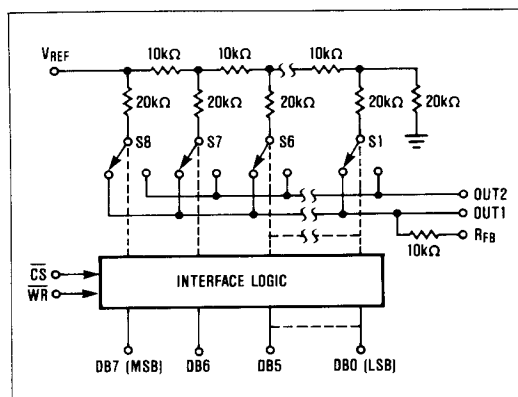 10kΩ 10kΩ 10kΩ
VREF
20kΩ 20kΩ 20kΩ 20kΩ 20kΩ
S8 S7 S6 S1
OUT2
OUT1
RFB
10kΩ
CS
WR
INTERFACE LOGIC
DB7 (MSB) DB6 DB5 DB0 (LSB)